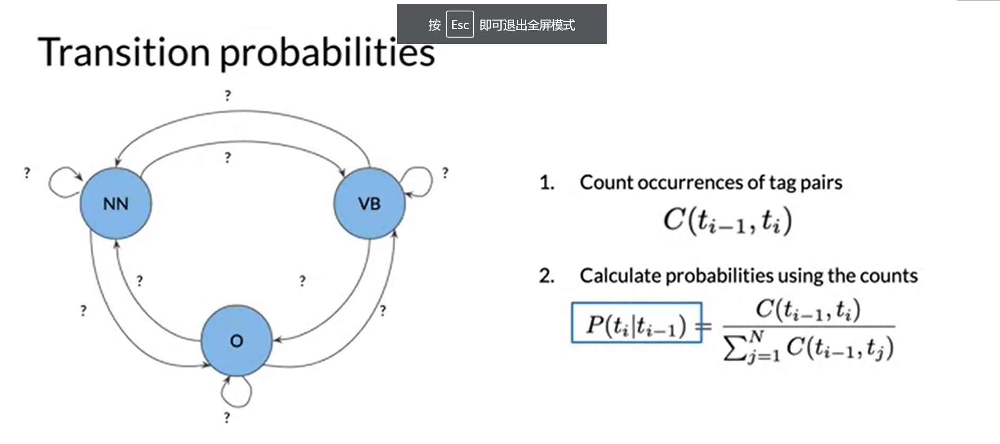 按 Esc 即可退出全屏模式
Transition probabilities
?
?
?
?
NN
VB
1. Count occurrences of tag pairs
C(t_{i-1}, t_i)
2. Calculate probabilities using the counts
P(t_i|t_{i-1}) = \frac{C(t_{i-1}, t_i)}{\sum_{j=1}^{N} C(t_{i-1}, t_j)}
?
?
?
?
O
?